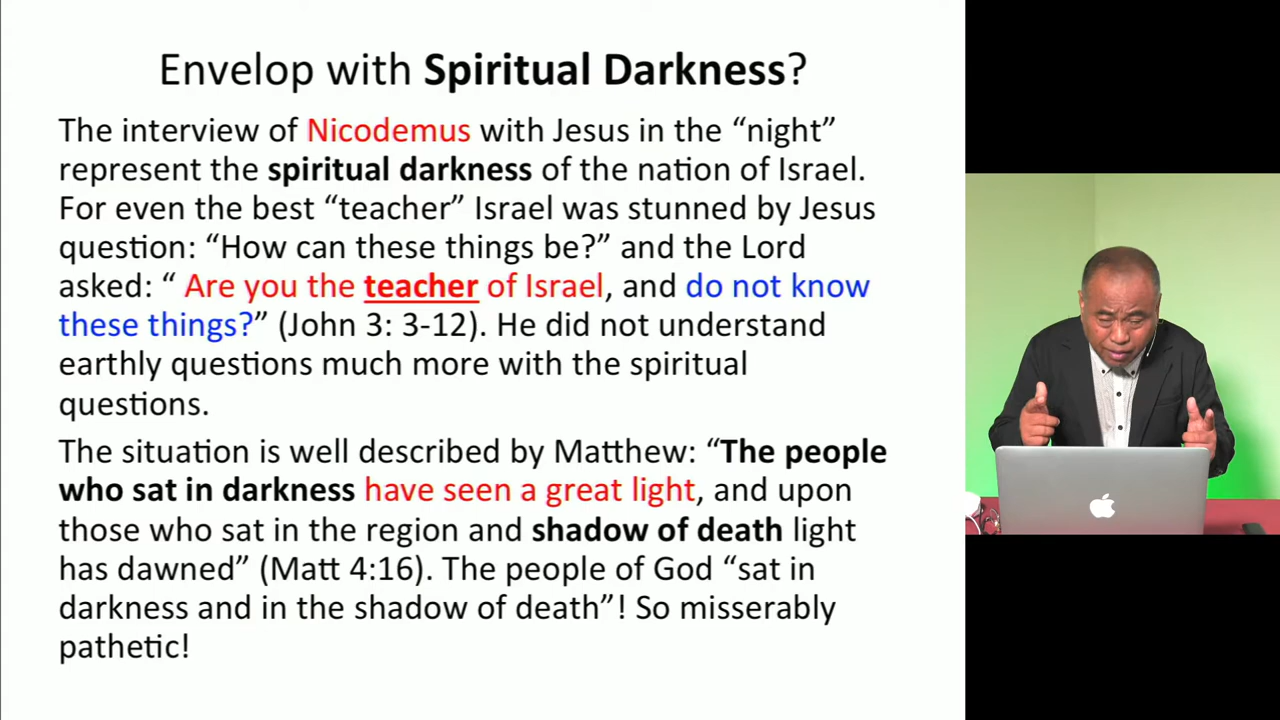 Envelop with Spiritual Darkness?
The interview of Nicodemus with Jesus in the “night”
represent the spiritual darkness of the nation of Israel.
For even the best “teacher” Israel was stunned by Jesus
question: “How can these things be?” and the Lord
asked: “ Are you the teacher of Israel, and do not know
these things?” (John 3: 3-12). He did not understand
earthly questions much more with the spiritual
questions.
The situation is well described by Matthew: “The people
who sat in darkness have seen a great light, and upon
those who sat in the region and shadow of death light
has dawned” (Matt 4:16). The people of God “sat in
darkness and in the shadow of death”! So misserably
pathetic!